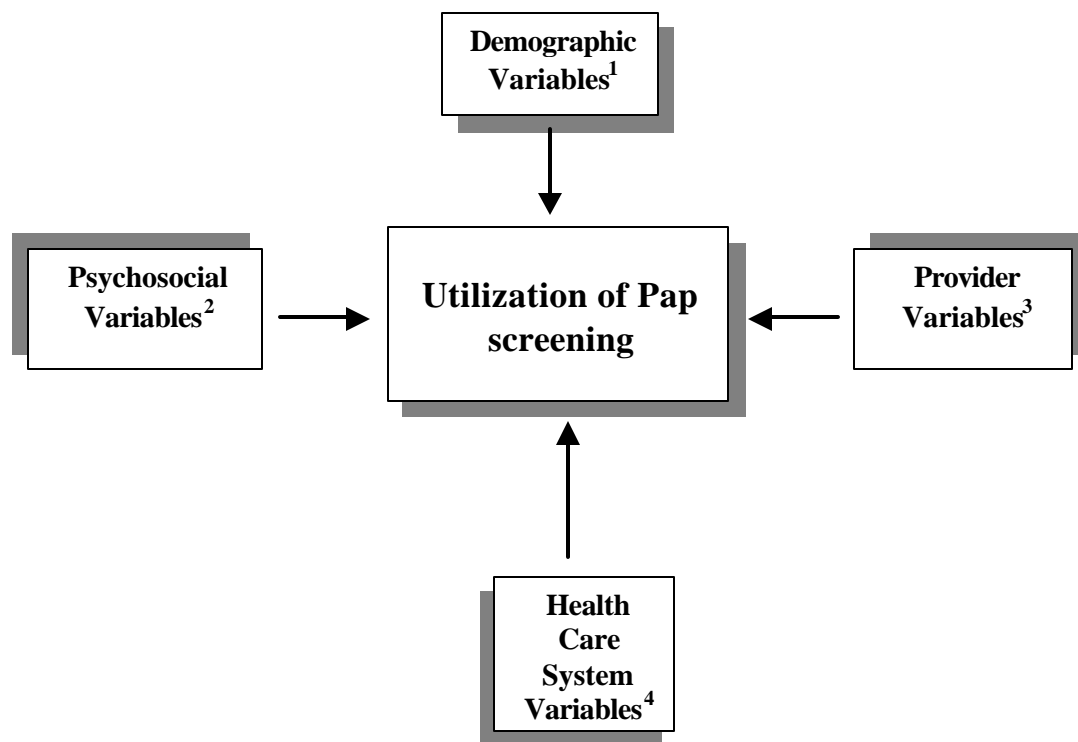 Demographic
Variables¹
Psychosocial
Variables²
Utilization of Pap
screening
Provider
Variables³
Health
Care
System
Variables⁴